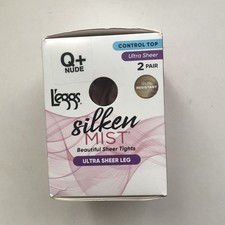 Q+
NUDE
CONTROL TOP
Ultra Sheer
2 PAIR
L'eggs
silken
MIST
Beautiful Sheer Tights
ULTRA SHEER LEG